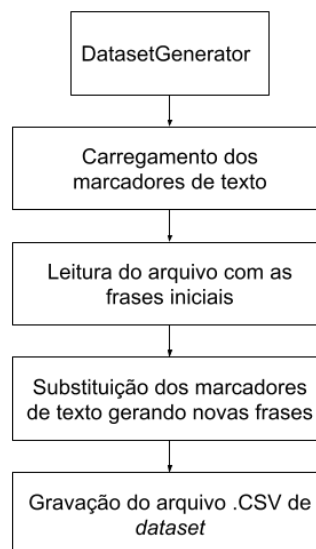 DatasetGenerator
Carregamento dos
marcadores de texto
Leitura do arquivo com as
frases iniciais
Substituição dos marcadores
de texto gerando novas frases
Gravação do arquivo .CSV de
dataset